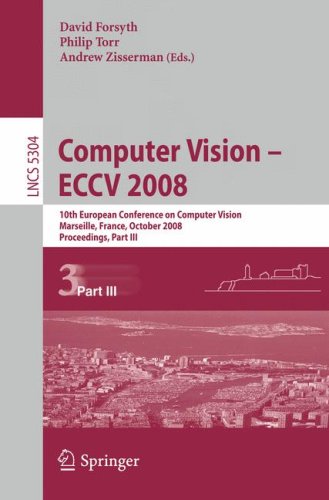 David Forsyth
Philip Torr
Andrew Zisserman (Eds.)
LNCS 5304
Computer Vision –
ECCV 2008
10th European Conference on Computer Vision
Marseille, France, October 2008
Proceedings, Part III
3 Part III
Springer